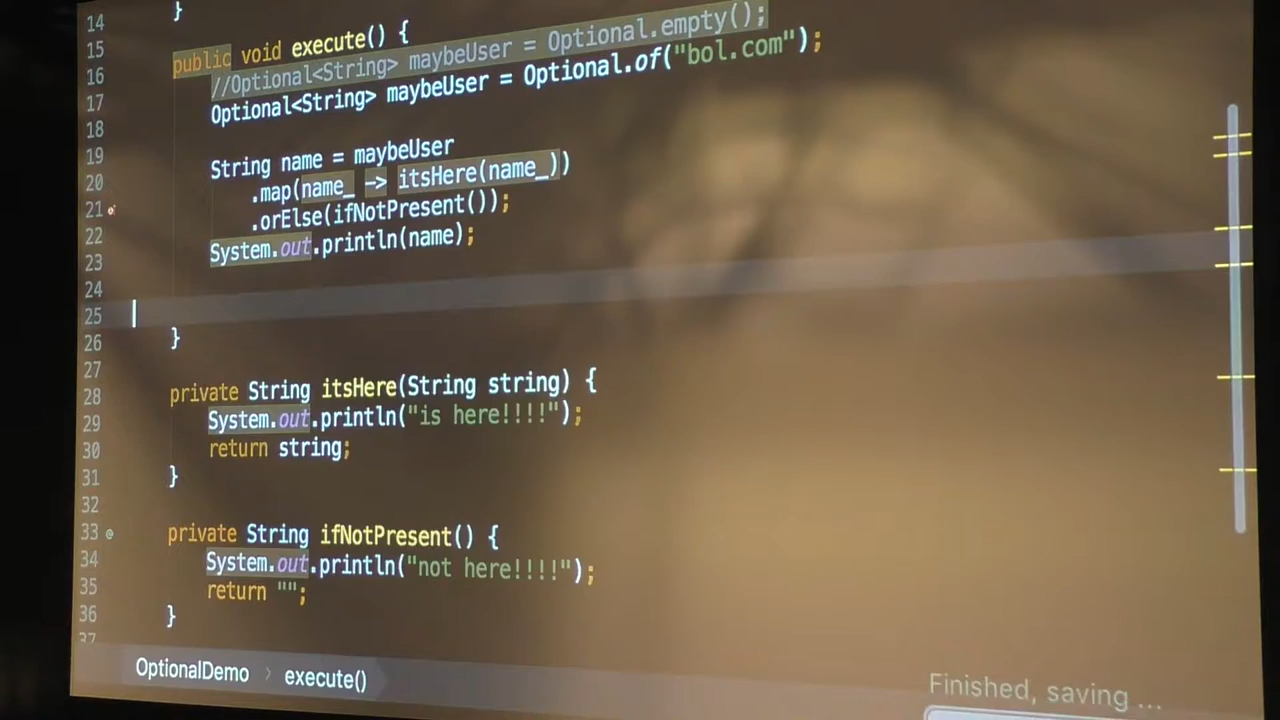 14 }
15 public void execute() {
16 //Optional<String> maybeUser = Optional.empty();
17 Optional<String> maybeUser = Optional.of("bol.com");
18
19 String name = maybeUser
20 .map(name_ -> itsHere(name_))
21 .orElse(ifNotPresent());
22 System.out.println(name);
23
24
25
26 }
27
28 private String itsHere(String string) {
29 System.out.println("is here!!!!");
30 return string;
31 }
32
33 private String ifNotPresent() {
34 System.out.println("not here!!!!");
35 return "";
36 }
37
OptionalDemo > execute()
Finished, saving ...